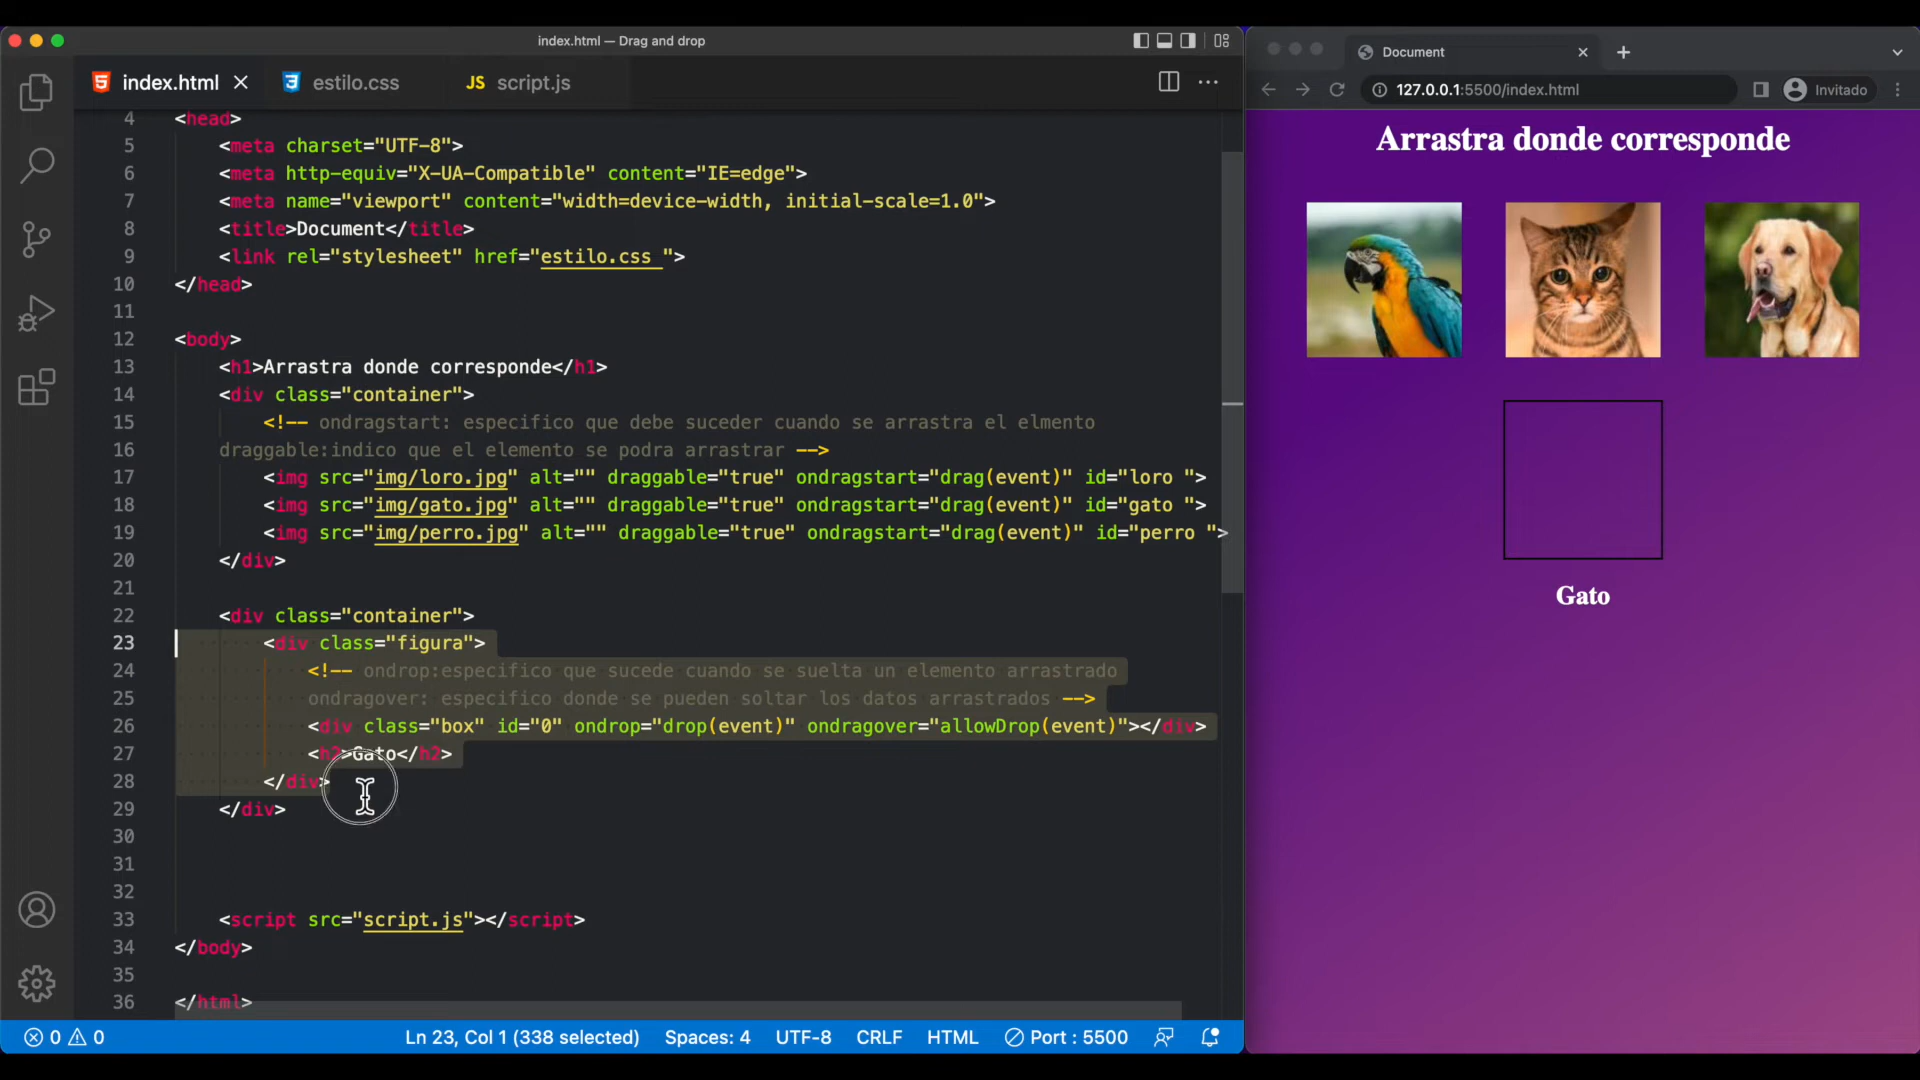 index.html — Drag and drop
index.html
estilo.css
JS script.js
4 <head>
5 <meta charset="UTF-8">
6 <meta http-equiv="X-UA-Compatible" content="IE=edge">
7 <meta name="viewport" content="width=device-width, initial-scale=1.0">
8 <title>Document</title>
9 <link rel="stylesheet" href="estilo.css ">
10 </head>
11
12 <body>
13 <h1>Arrastra donde corresponde</h1>
14 <div class="container">
15 <!-- ondragstart: especifico que debe suceder cuando se arrastra el elmento
16 draggable:indico que el elemento se podra arrastrar -->
17 <img src="img/loro.jpg" alt="" draggable="true" ondragstart="drag(event)" id="loro ">
18 <img src="img/gato.jpg" alt="" draggable="true" ondragstart="drag(event)" id="gato ">
19 <img src="img/perro.jpg" alt="" draggable="true" ondragstart="drag(event)" id="perro ">
20 </div>
21
22 <div class="container">
23 <div class="figura">
24 <!-- ondrop:especifico que sucede cuando se suelta un elemento arrastrado
25 ondragover: especifico donde se pueden soltar los datos arrastrados -->
26 <div class="box" id="0" ondrop="drop(event)" ondragover="allowDrop(event)"></div>
27 <h2>Gato</h2>
28 </div>
29 </div>
30
31
32
33 <script src="script.js"></script>
34 </body>
35
36 </html>
0 0
Ln 23, Col 1 (338 selected)
Spaces: 4
UTF-8
CRLF
HTML
Port : 5500
Document
127.0.0.1:5500/index.html
Invitado
Arrastra donde corresponde
Gato